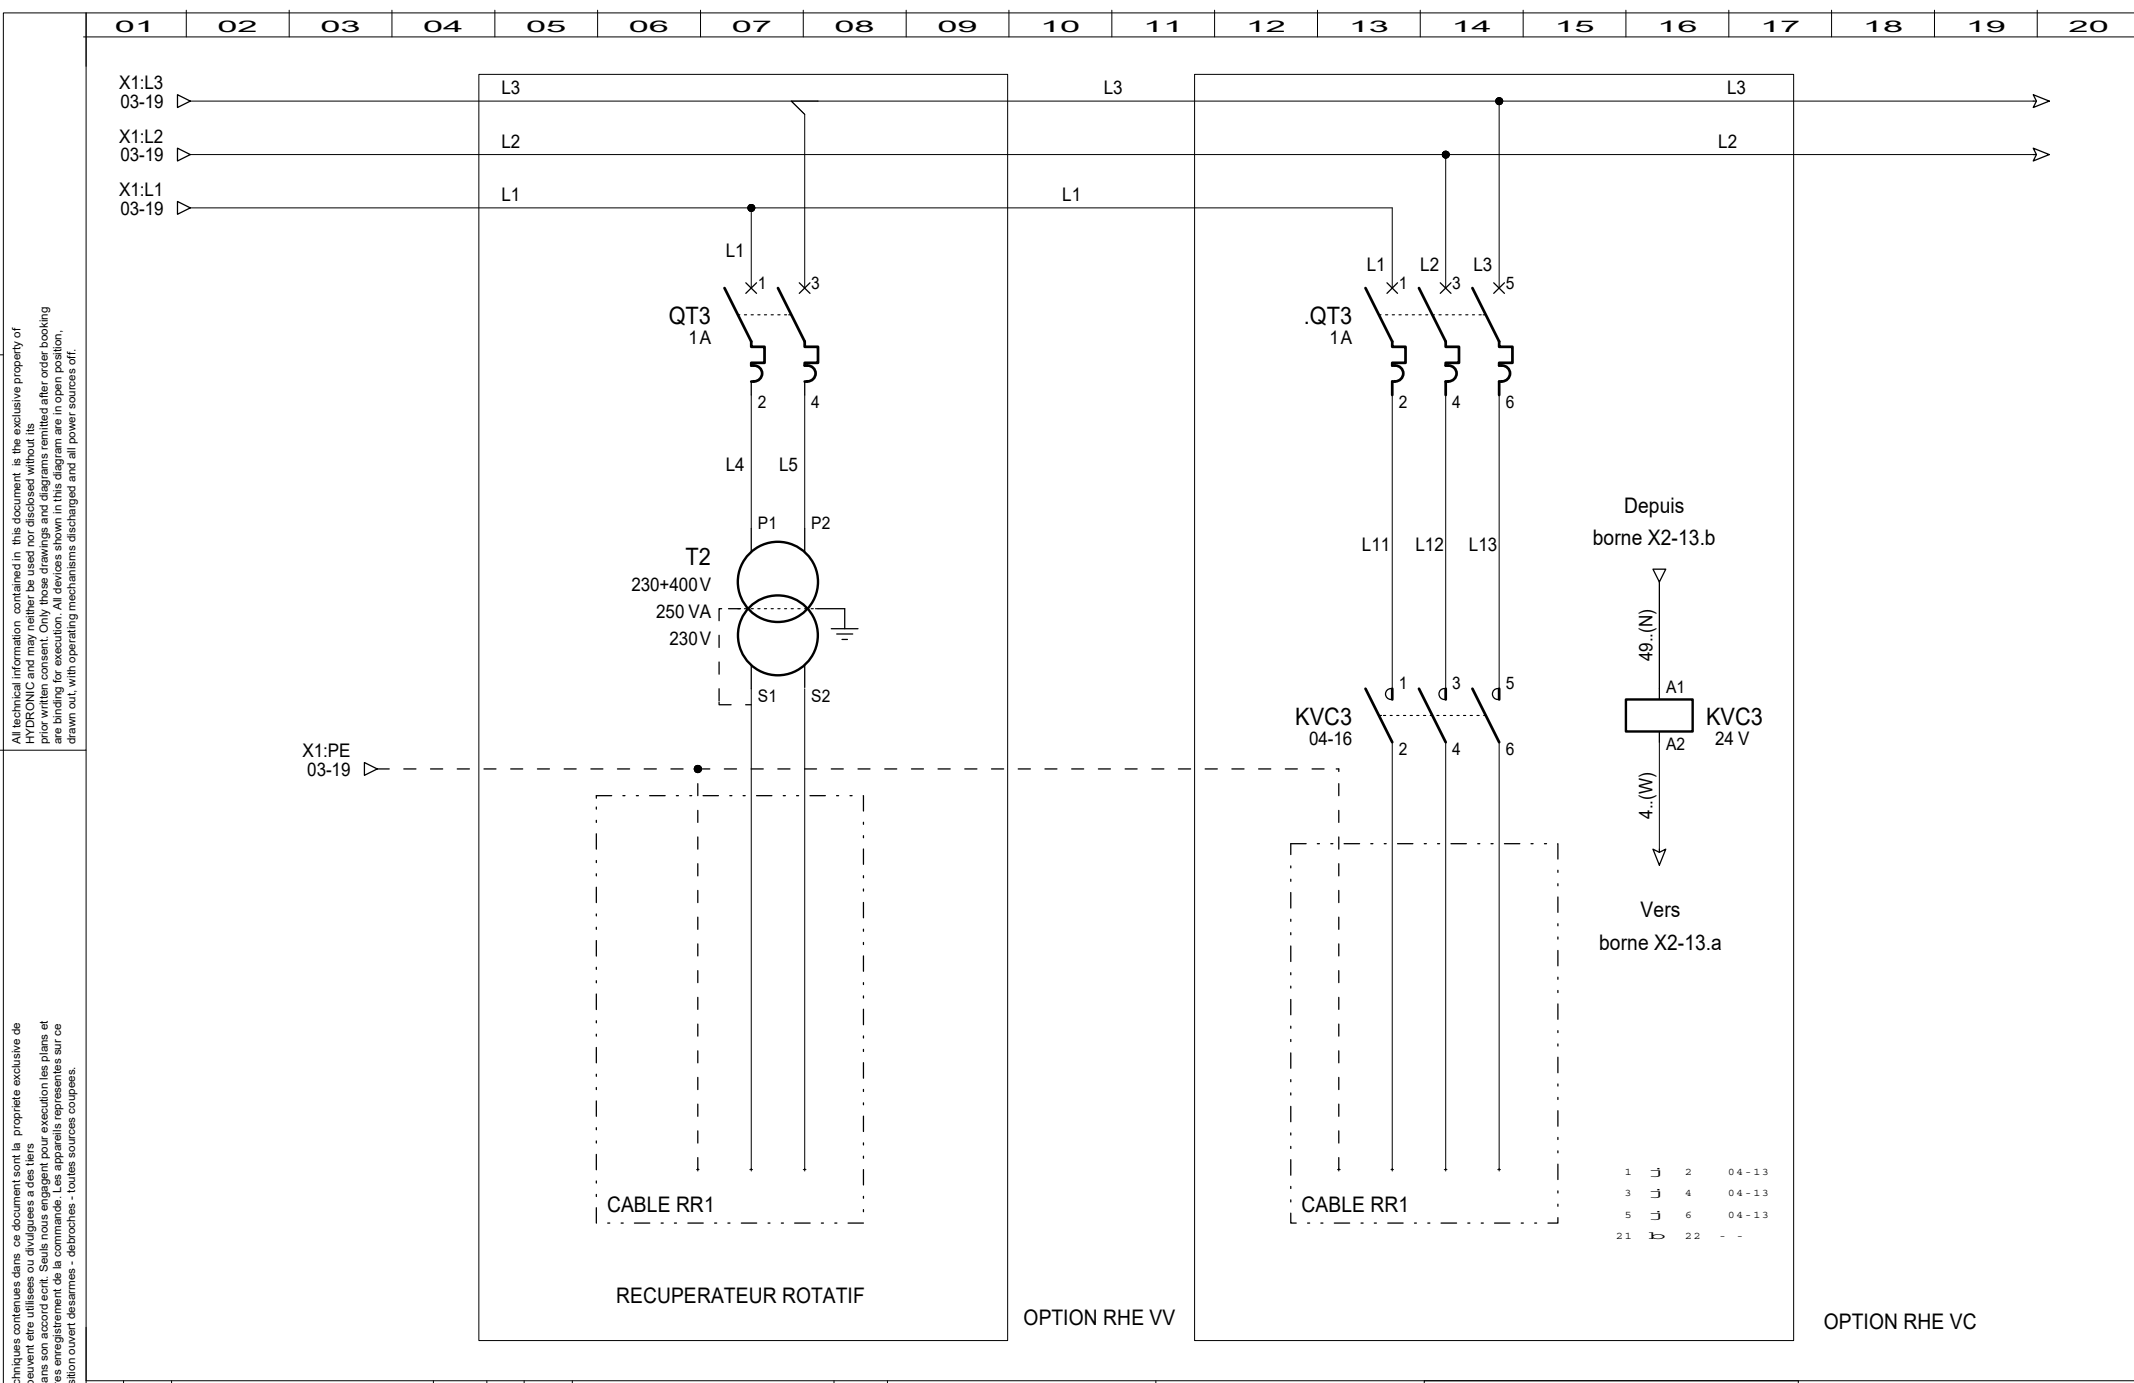 01 02 03 04 05 06 07 08 09 10 11 12 13 14 15 16 17 18 19 20
X1:L3
03-19
L3 L3 L3
X1:L2
03-19
L2 L2
X1:L1
03-19
L1 L1
L1
1 3
QT3
1A
2 4
L4 L5
P1 P2
T2
230+400V
250 VA
230V
S1 S2
X1:PE
03-19
CABLE RR1
RECUPERATEUR ROTATIF
OPTION RHE VV
L1 L2 L3
1 3 5
.QT3
1A
2 4 6
L11 L12 L13
1 3 5
KVC3
04-16
2 4 6
CABLE RR1
Depuis
borne X2-13.b
49..(N)
A1
KVC3
24 V
A2
4..(W)
Vers
borne X2-13.a
1 2 04-13
3 4 04-13
5 6 04-13
21 22 - -
OPTION RHE VC
All technical information contained in this document is the exclusive property of
HYDRONIC and may neither be used nor disclosed without its
prior written consent. Only those drawings and diagrams remitted after order booking
are binding for execution. All devices shown in this diagram are in open position,
drawn out, with operating mechanisms discharged and all power sources off.
contenues dans ce document sont la propriete exclusive de
etre utilisees ou divulguees a des tiers
son accord ecrit. Seuls nous engagent pour execution les plans et
enregistrement de la commande. Les appareils representes sur ce
ouvert desarmes - debroches - toutes sources coupees.